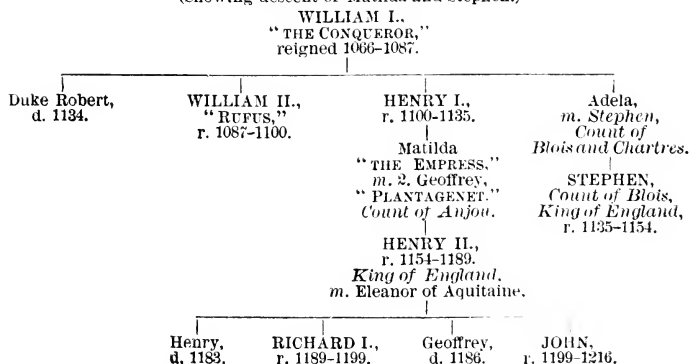 (Showing descent of Matilda and Stephen.)
WILLIAM I.,
"THE CONQUEROR,"
reigned 1066-1087.
Duke Robert,
d. 1134.
WILLIAM II.,
"RUFUS,"
r. 1087-1100.
HENRY I.,
r. 1100-1135.
Matilda
"THE EMPRESS,"
m. 2. Geoffrey,
"PLANTAGENET."
Count of Anjou.
HENRY II.,
r. 1154-1189.
King of England.
m. Eleanor of Aquitaine.
Adela,
m. Stephen,
Count of
Blois and Chartres.
STEPHEN,
Count of Blois,
King of England,
r. 1135-1154.
Henry,
d. 1183.
RICHARD I.,
r. 1189-1199.
Geoffrey,
d. 1186.
JOHN,
r. 1199-1216.